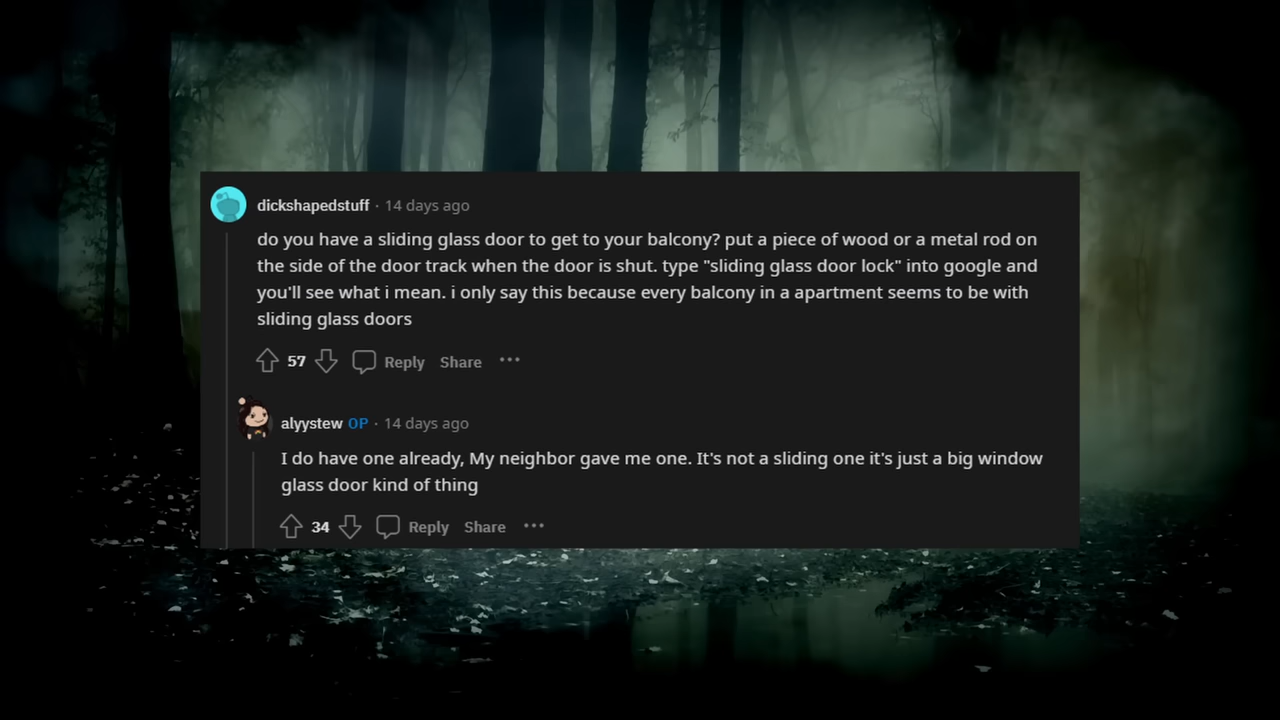 dickshapedstuff · 14 days ago
do you have a sliding glass door to get to your balcony? put a piece of wood or a metal rod on
the side of the door track when the door is shut. type "sliding glass door lock" into google and
you'll see what i mean. i only say this because every balcony in a apartment seems to be with
sliding glass doors
57 Reply Share ···
alyystew OP · 14 days ago
I do have one already, My neighbor gave me one. It's not a sliding one it's just a big window
glass door kind of thing
34 Reply Share ···